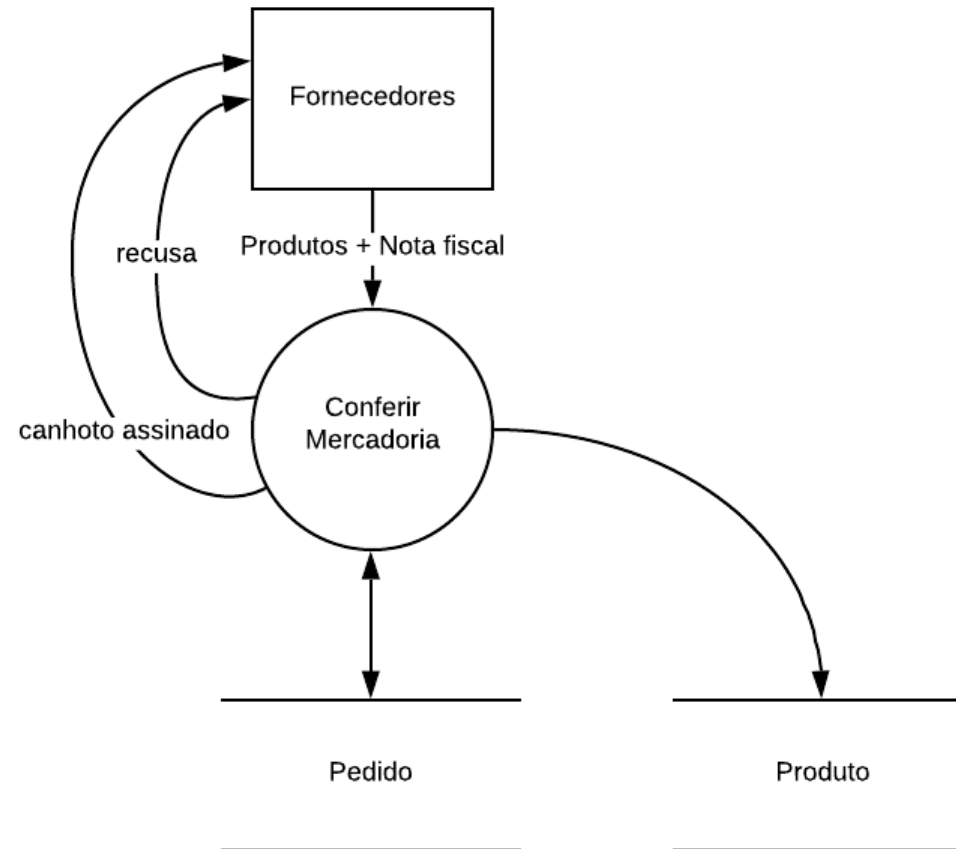 Fornecedores
recusa
Produtos + Nota fiscal
Conferir
Mercadoria
canhoto assinado
Pedido
Produto